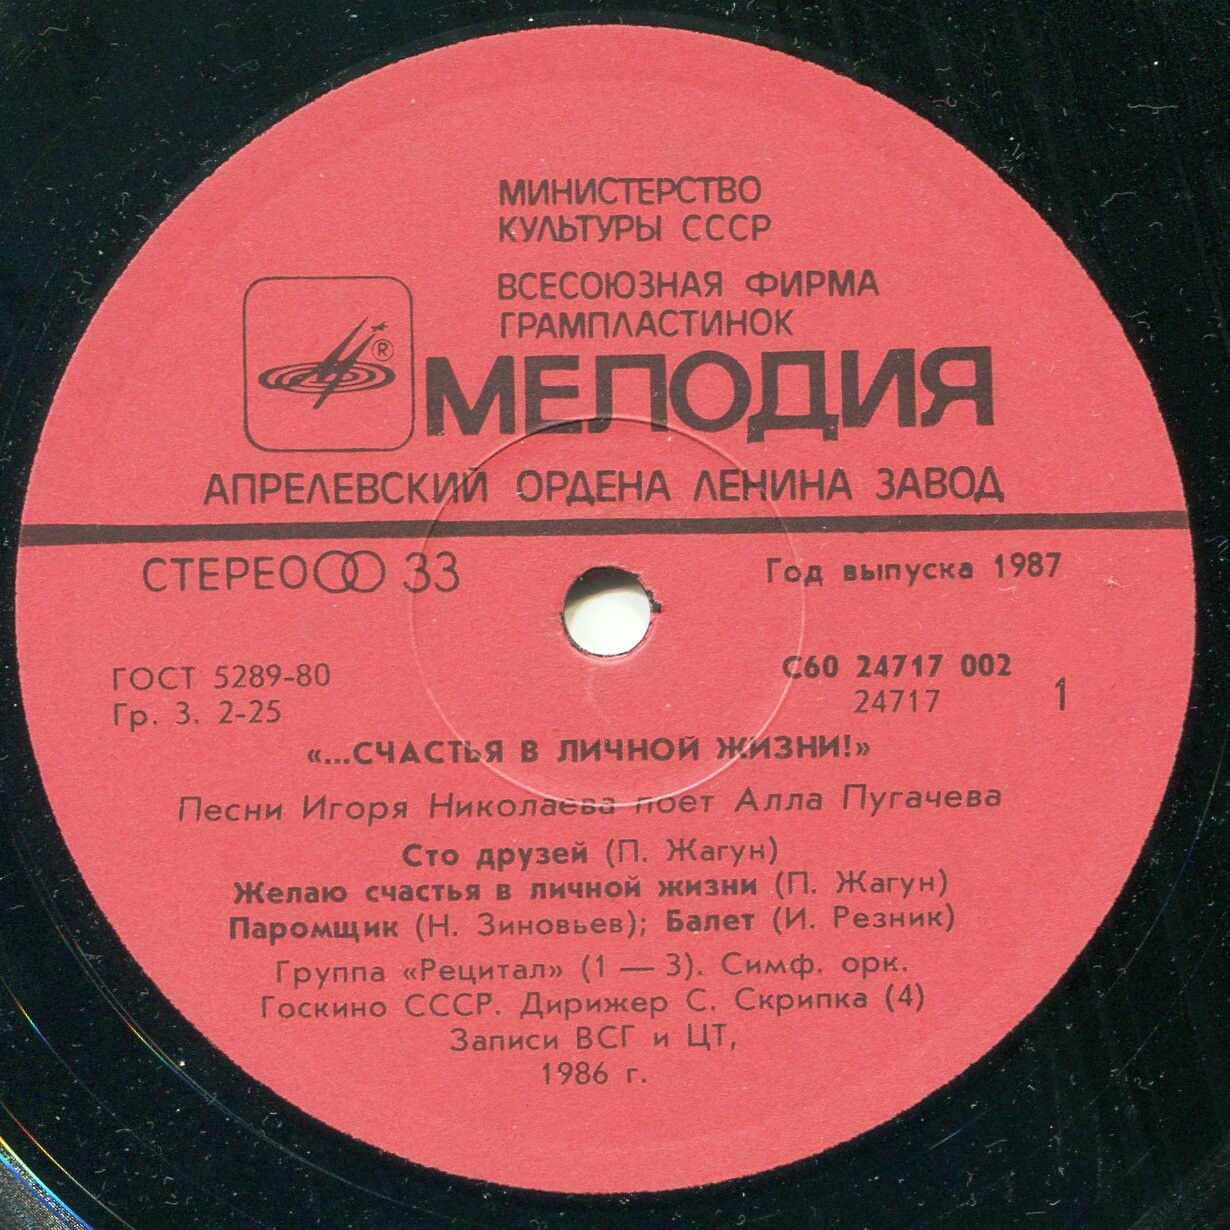 МИНИСТЕРСТВО
КУЛЬТУРЫ СССР
ВСЕСОЮЗНАЯ ФИРМА
ГРАМПЛАСТИНОК
®
МЕЛОДИЯ
АПРЕЛЕВСКИЙ ОРДЕНА ЛЕНИНА ЗАВОД
СТЕРЕО 33
Год выпуска 1987
ГОСТ 5289-80
Гр. 3. 2-25
С60 24717 002
24717
1
«...СЧАСТЬЯ В ЛИЧНОЙ ЖИЗНИ!»
Песни Игоря Николаева поет Алла Пугачева
Сто друзей (П. Жагун)
Желаю счастья в личной жизни (П. Жагун)
Паромщик (Н. Зиновьев); Балет (И. Резник)
Группа «Рецитал» (1 — 3). Симф. орк.
Госкино СССР. Дирижер С. Скрипка (4)
Записи ВСГ и ЦТ,
1986 г.